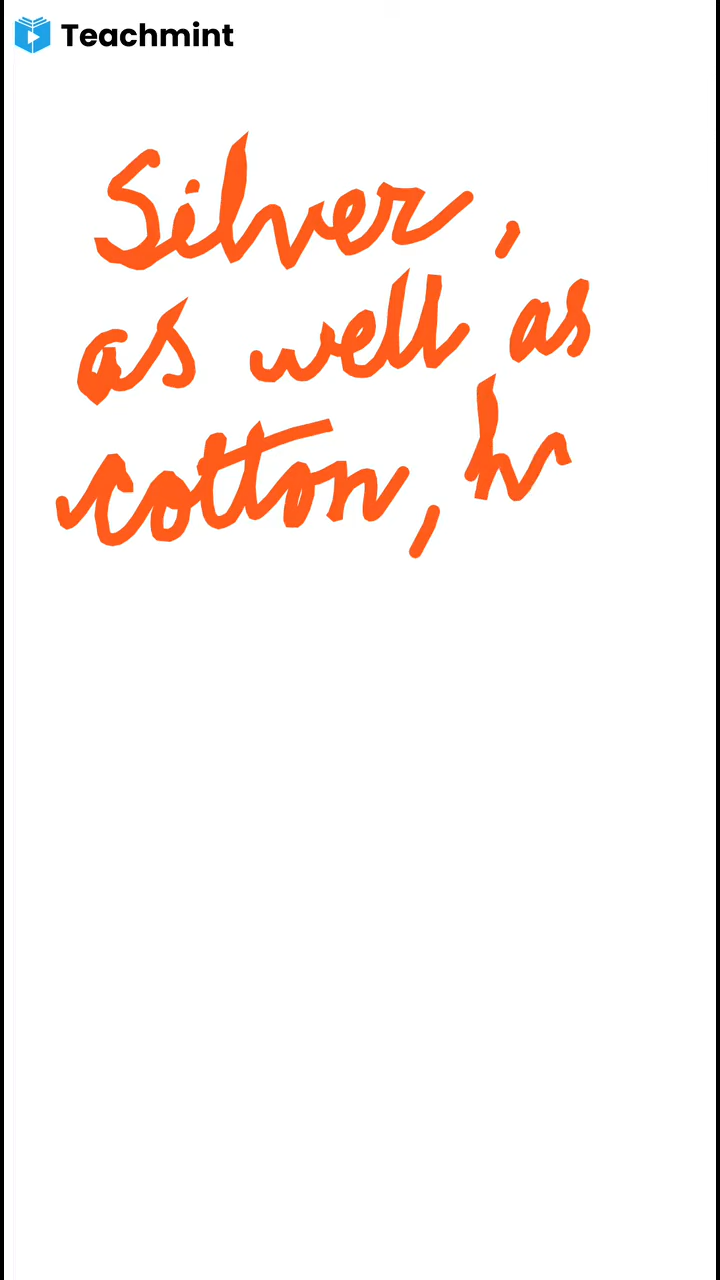 Teachmint
Silver,
as well as
cotton, h